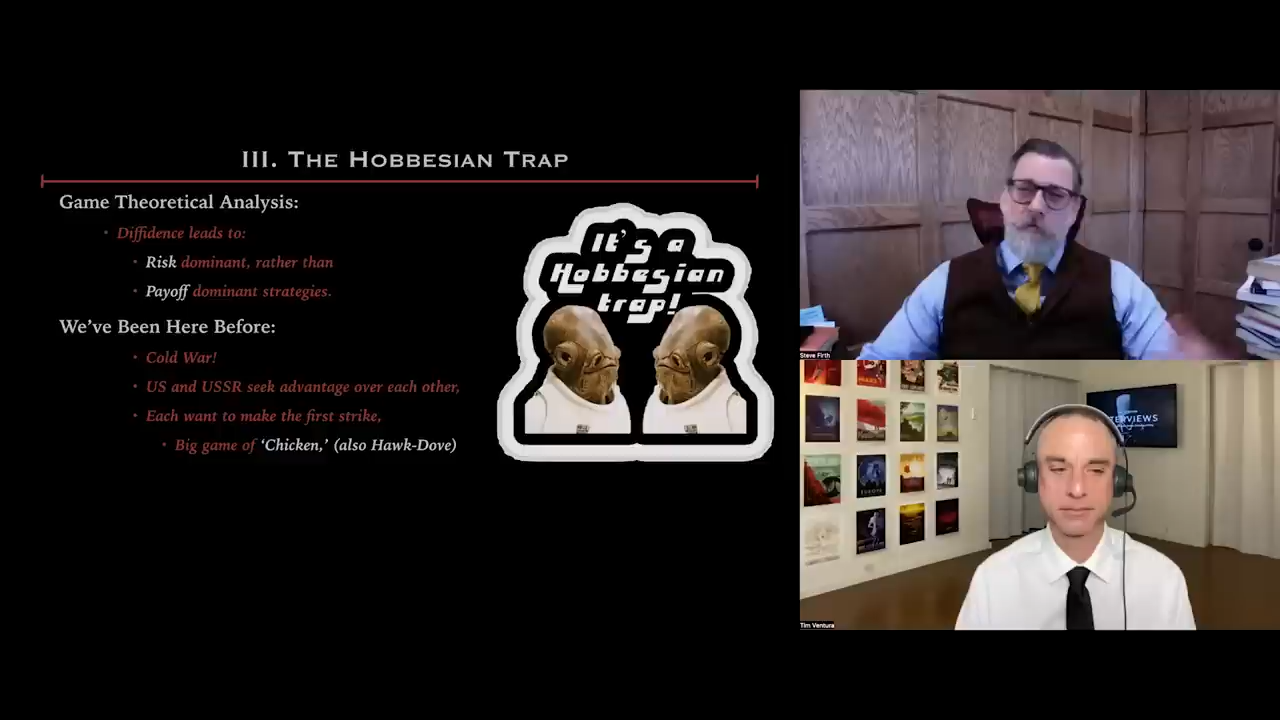 III. The Hobbesian Trap
Game Theoretical Analysis:
• Diffidence leads to:
• Risk dominant, rather than
• Payoff dominant strategies.
We've Been Here Before:
• Cold War!
• US and USSR seek advantage over each other,
• Each want to make the first strike,
• Big game of 'Chicken,' (also Hawk-Dove)
It's a
Hobbesian
trap!
Steve Firth
EUROPA
TERVIEWS
Tim Ventura